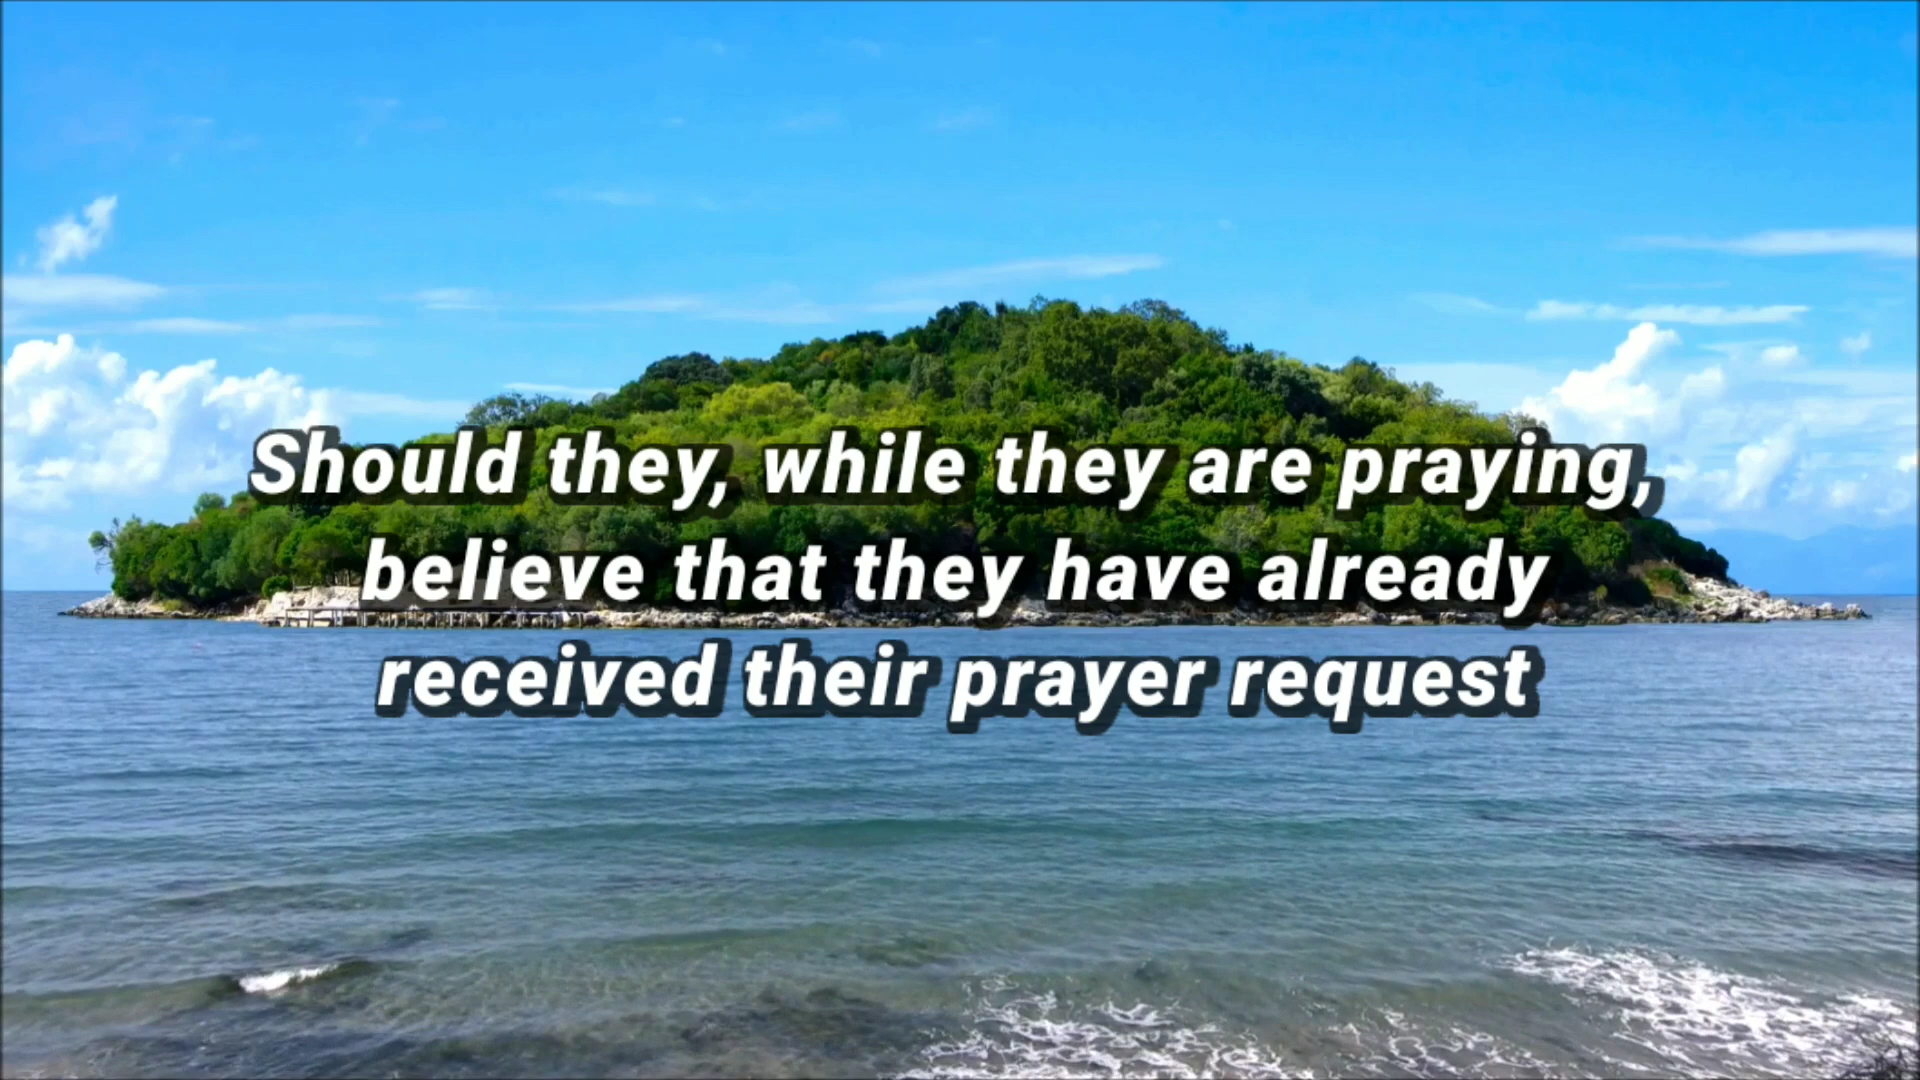 Should they, while they are praying,
believe that they have already
received their prayer request